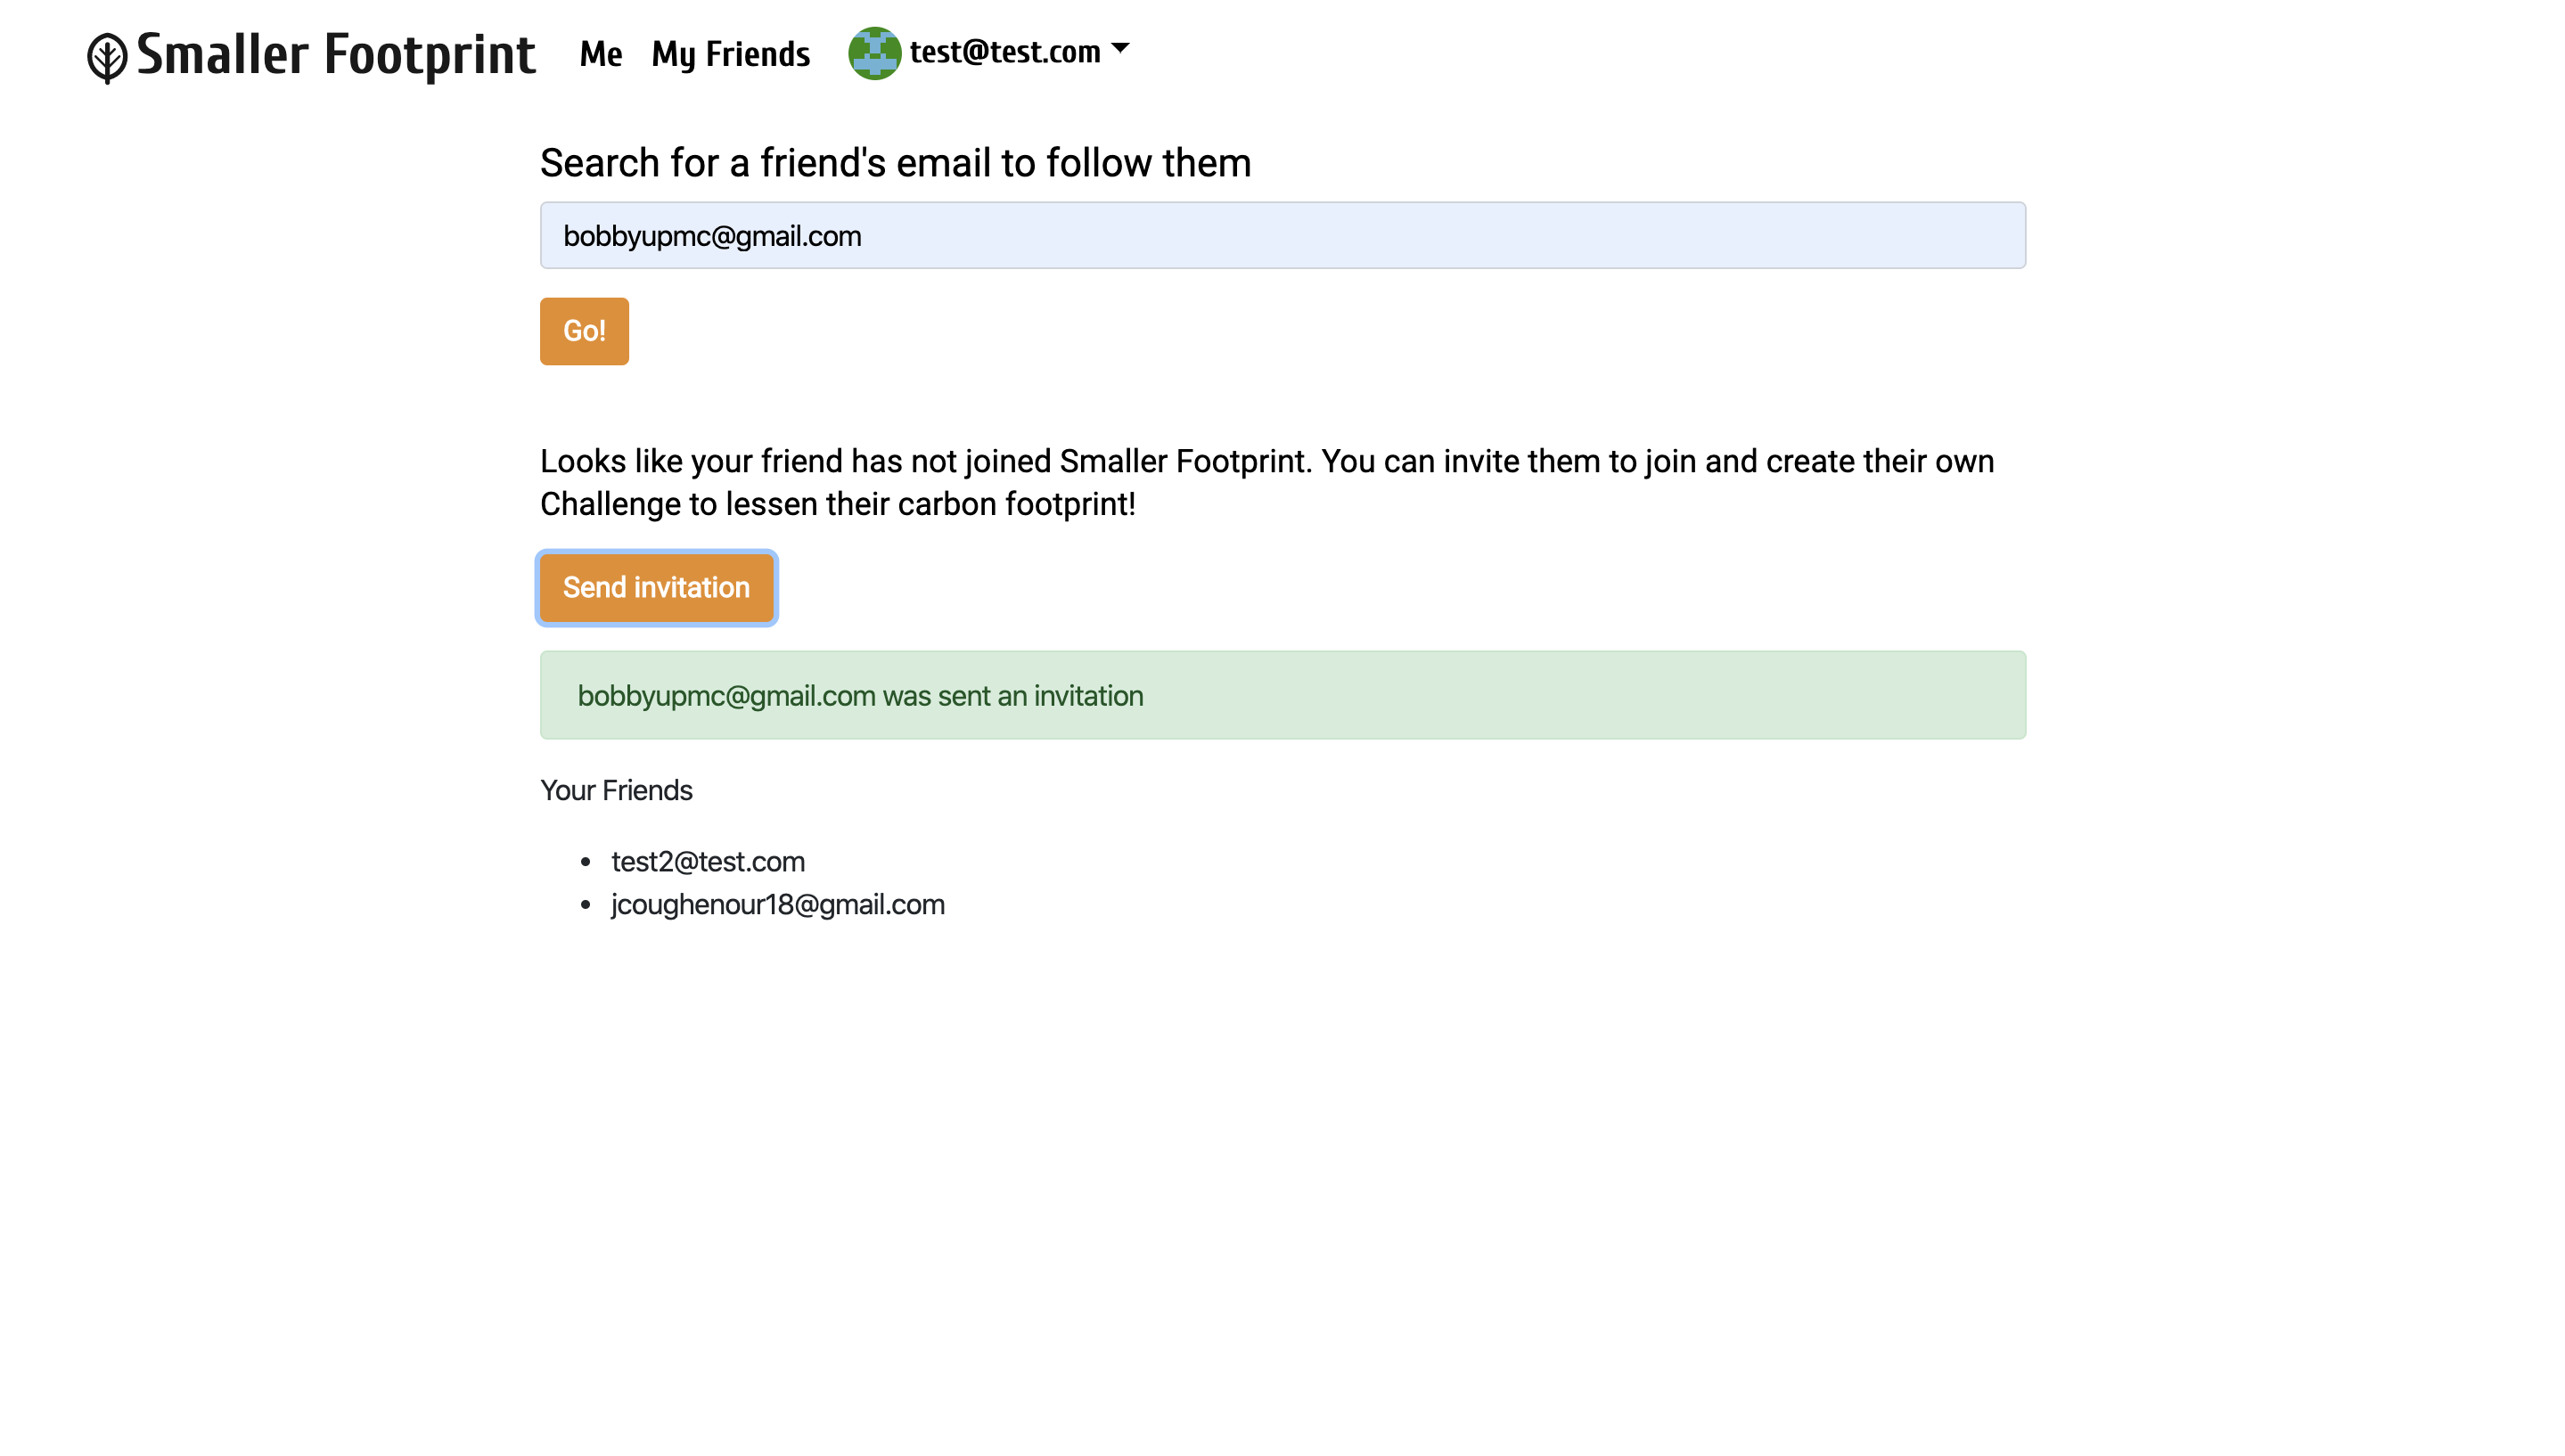 Smaller Footprint Me My Friends test@test.com
Search for a friend's email to follow them
bobbyupmc@gmail.com
Go!
Looks like your friend has not joined Smaller Footprint. You can invite them to join and create their own
Challenge to lessen their carbon footprint!
Send invitation
bobbyupmc@gmail.com was sent an invitation
Your Friends
test2@test.com
jcoughenour18@gmail.com